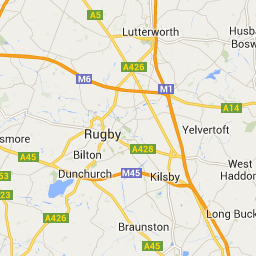 A5
Husb
Bosw
Lutterworth
A426
M6
M1
A14
Yelvertoft
smore
Rugby
A45
Bilton
A428
West
Haddon
Dunchurch
M45
Kilsby
A426
Long Buck
Braunston
A45